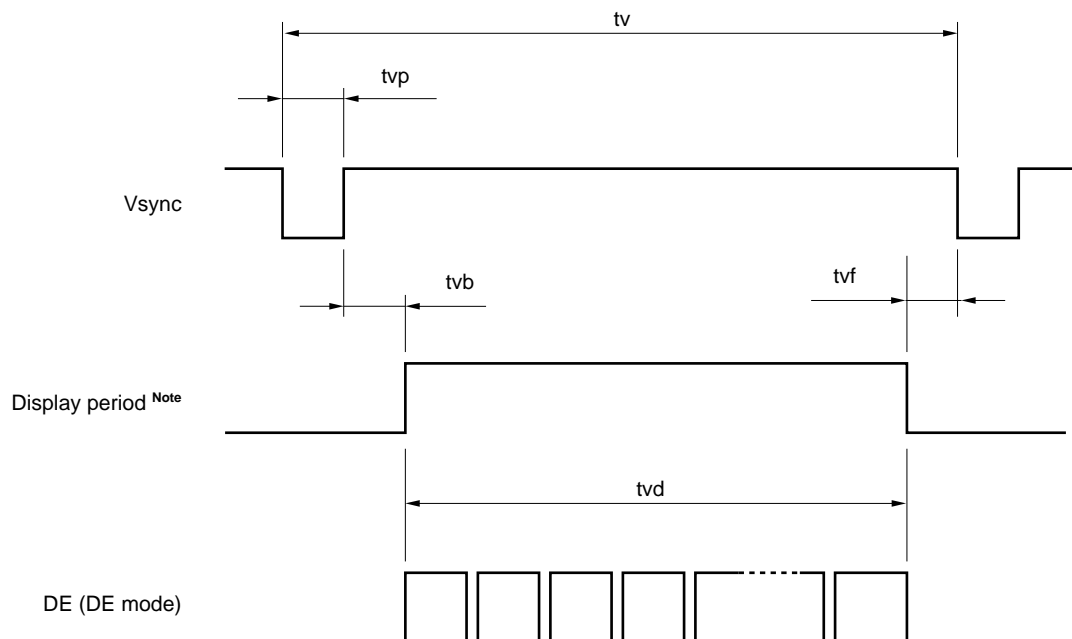 tv
tvp
Vsync
tvb
tvf
Display period Note
tvd
DE (DE mode)